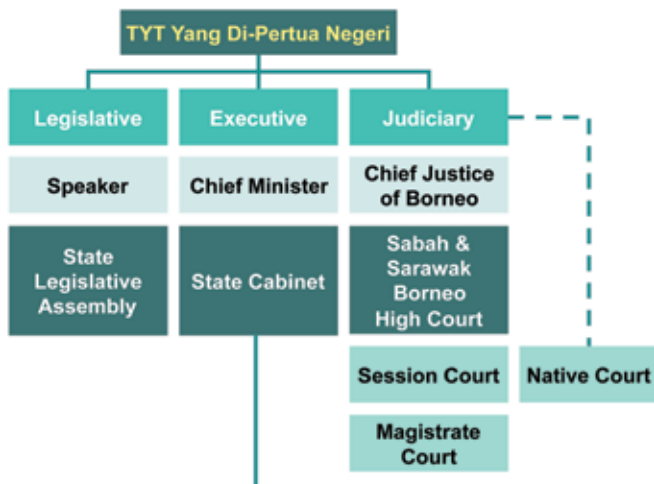 TYT Yang Di-Pertua Negeri
Legislative
Executive
Judiciary
Speaker
Chief Minister
Chief Justice
of Borneo
State
Legislative
Assembly
State Cabinet
Sabah &
Sarawak
Borneo
High Court
Session Court
Native Court
Magistrate
Court